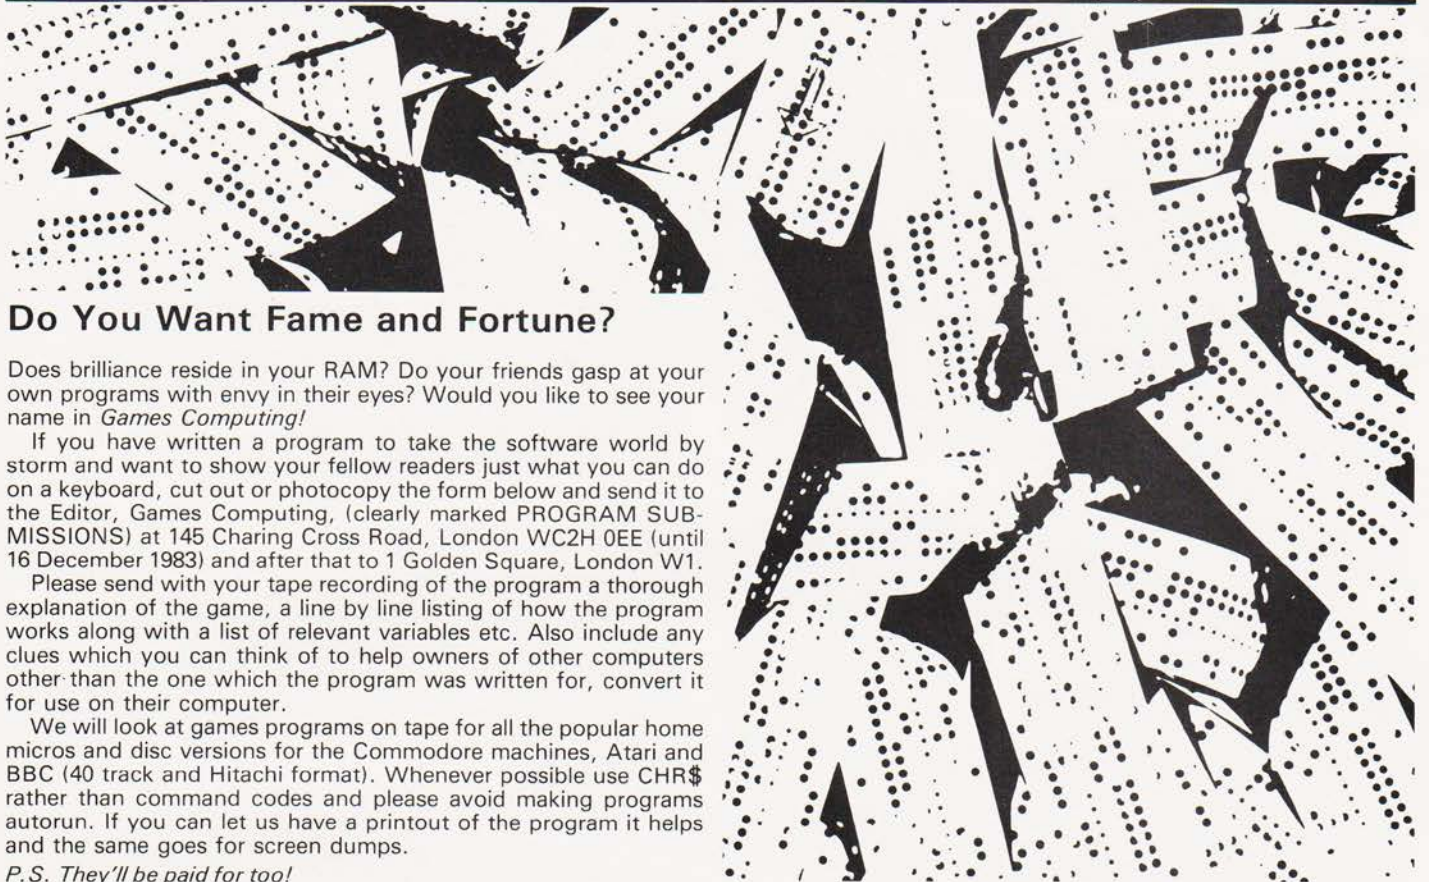 Do You Want Fame and Fortune?
Does brilliance reside in your RAM? Do your friends gasp at your
own programs with envy in their eyes? Would you like to see your
name in Games Computing!
If you have written a program to take the software world by
storm and want to show your fellow readers just what you can do
on a keyboard, cut out or photocopy the form below and send it to
the Editor, Games Computing, (clearly marked PROGRAM SUB-
MISSIONS) at 145 Charing Cross Road, London WC2H 0EE (until
16 December 1983) and after that to 1 Golden Square, London W1.
Please send with your tape recording of the program a thorough
explanation of the game, a line by line listing of how the program
works along with a list of relevant variables etc. Also include any
clues which you can think of to help owners of other computers
other than the one which the program was written for, convert it
for use on their computer.
We will look at games programs on tape for all the popular home
micros and disc versions for the Commodore machines, Atari and
BBC (40 track and Hitachi format). Whenever possible use CHR$
rather than command codes and please avoid making programs
autorun. If you can let us have a printout of the program it helps
and the same goes for screen dumps.
P.S. They'll be paid for too!